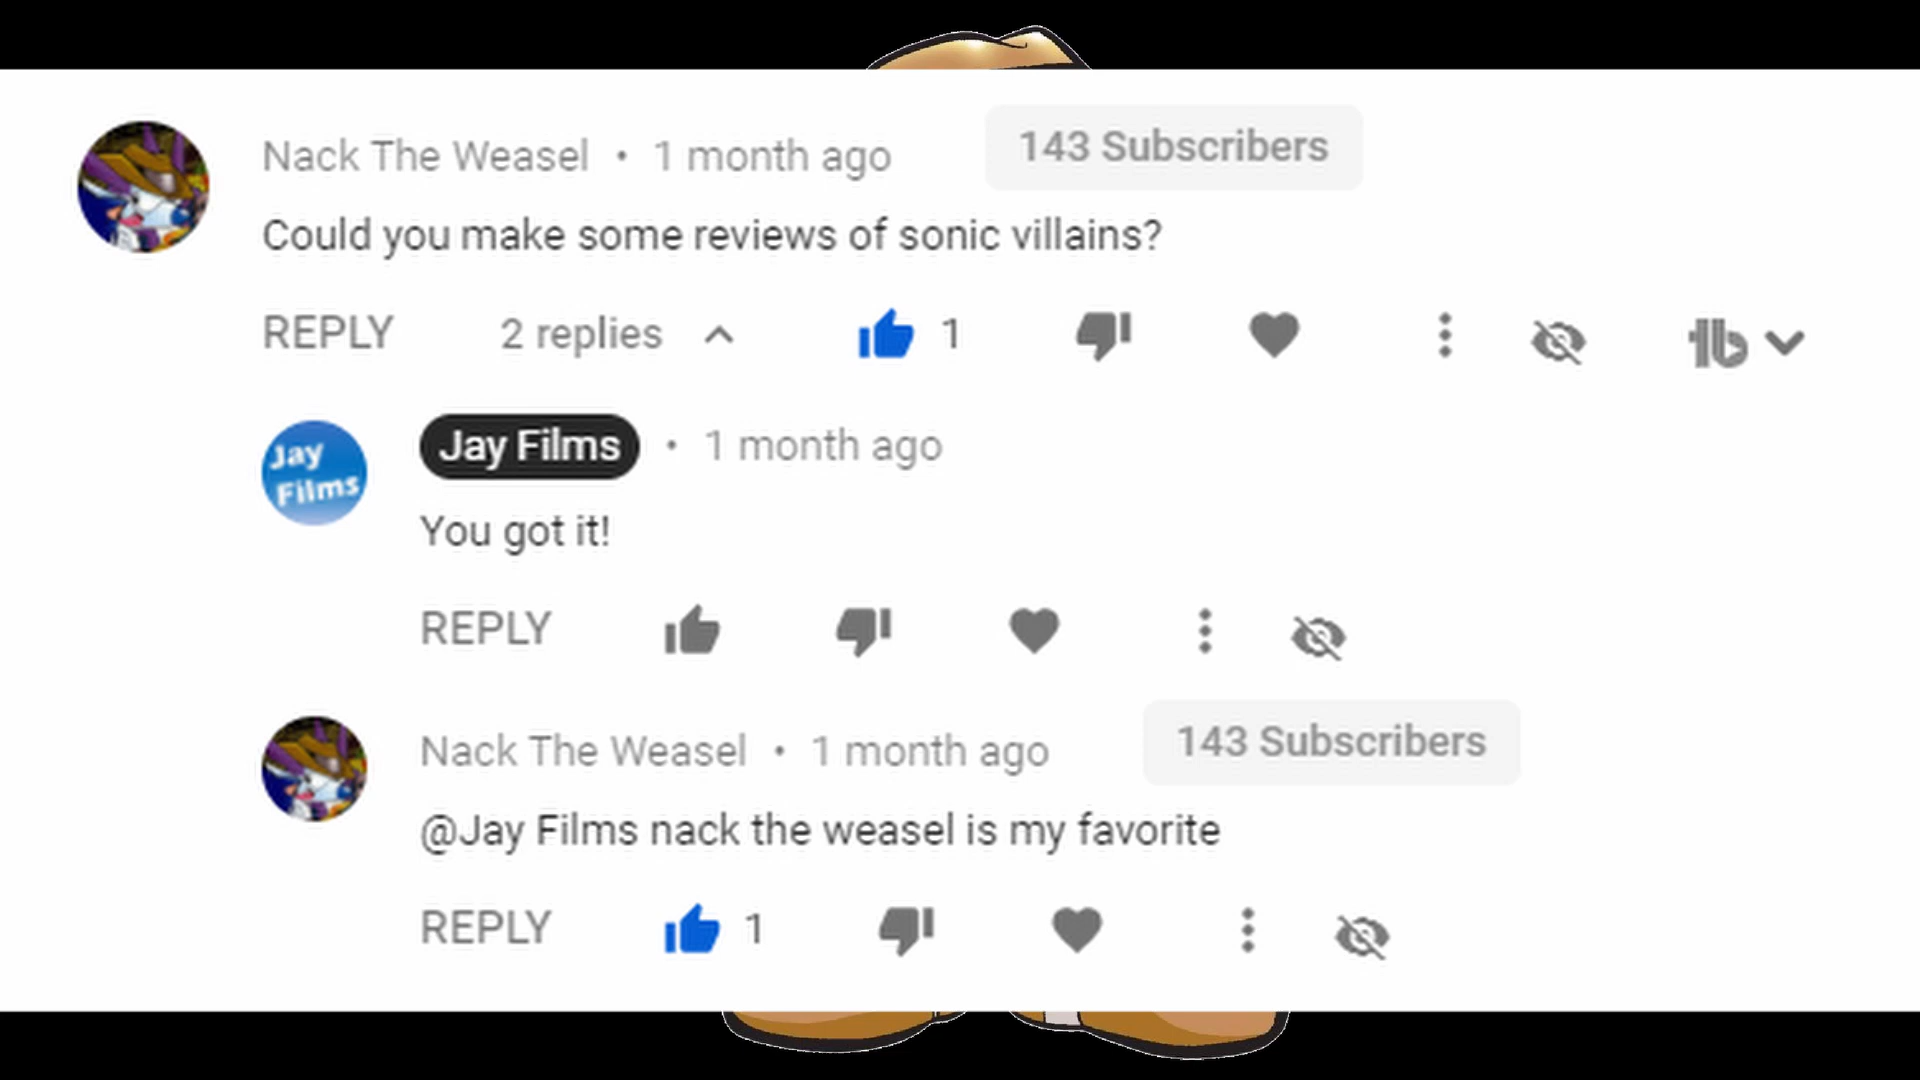 Nack The Weasel • 1 month ago 143 Subscribers
Could you make some reviews of sonic villains?
REPLY 2 replies 1
Jay Films
Jay Films • 1 month ago
You got it!
REPLY
Nack The Weasel • 1 month ago 143 Subscribers
@Jay Films nack the weasel is my favorite
REPLY 1